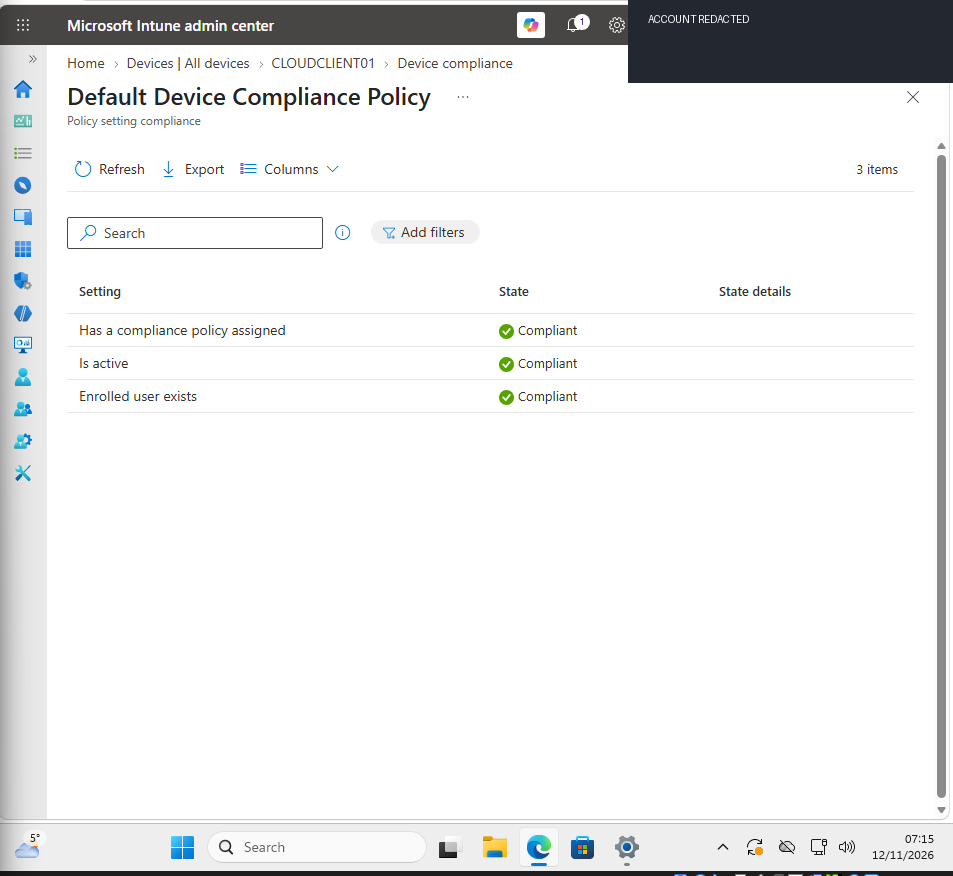 Microsoft Intune admin center
1
ACCOUNT REDACTED
Home > Devices | All devices > CLOUDCLIENT01 > Device compliance
Default Device Compliance Policy ...
Policy setting compliance
Refresh Export Columns 3 items
Search Add filters
Setting State State details
Has a compliance policy assigned Compliant
Is active Compliant
Enrolled user exists Compliant
5°
Search
07:15
12/11/2026